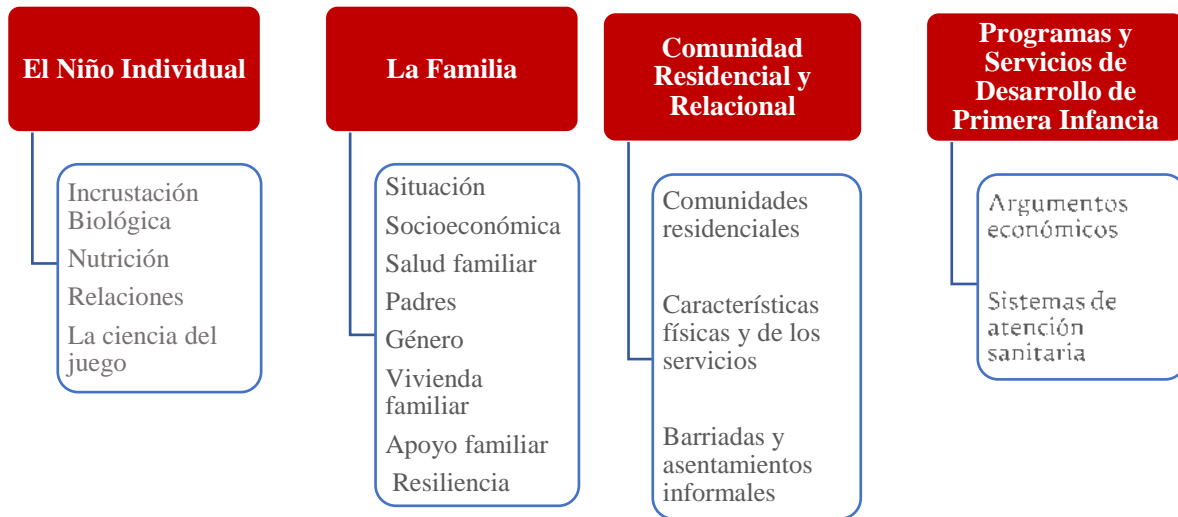 El Niño Individual
Incrustación
Biológica
Nutrición
Relaciones
La ciencia del
juego
La Familia
Situación
Socioeconómica
Salud familiar
Padres
Género
Vivienda
familiar
Apoyo familiar
Resiliencia
Comunidad
Residencial y
Relacional
Comunidades
residenciales
Características
físicas y de los
servicios
Barriadas y
asentamientos
informales
Programas y
Servicios de
Desarrollo de
Primera Infancia
Argumentos
económicos
Sistemas de
atención
sanitaria